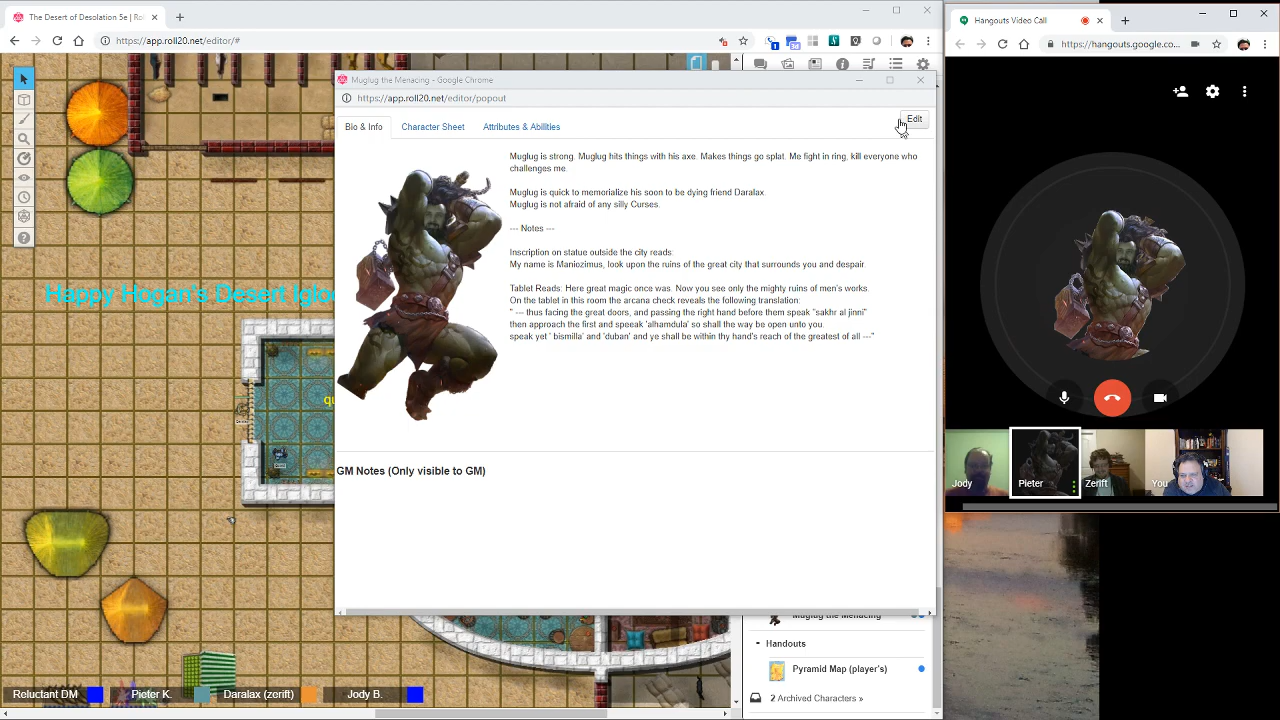 The Desert of Desolation 5e | Rol
https://app.roll20.net/editor/#
Hangouts Video Call
https://hangouts.google.co...
Muglug the Menacing - Google Chrome
https://app.roll20.net/editor/popout
Edit
Bio & Info
Character Sheet
Attributes & Abilities
Muglug is strong. Muglug hits things with his axe. Makes things go splat. Me fight in ring, kill everyone who
challenges me.
Muglug is quick to memorialize his soon to be dying friend Daralax.
Muglug is not afraid of any silly Curses.
--- Notes ---
Inscription on statue outside the city reads:
My name is Maniozimus, look upon the ruins of the great city that surrounds you and despair.
Tablet Reads: Here great magic once was. Now you see only the mighty ruins of men's works.
On the tablet in this room the arcana check reveals the following translation:
" --- thus facing the great doors, and passing the right hand before them speak "sakhr al jinni"
then approach the first and speeak 'alhamdula' so shall the way be open unto you.
speak yet ' bismilla' and 'duban' and ye shall be within thy hand's reach of the greatest of all ---"
GM Notes (Only visible to GM)
Happy Hogan's Desert Igloo
qu
Jody
Pieter
Zerift
You
Muglug the Menacing
Handouts
Pyramid Map (player's)
2 Archived Characters »
Reluctant DM
Pieter K.
Daralax (zerift)
Jody B.